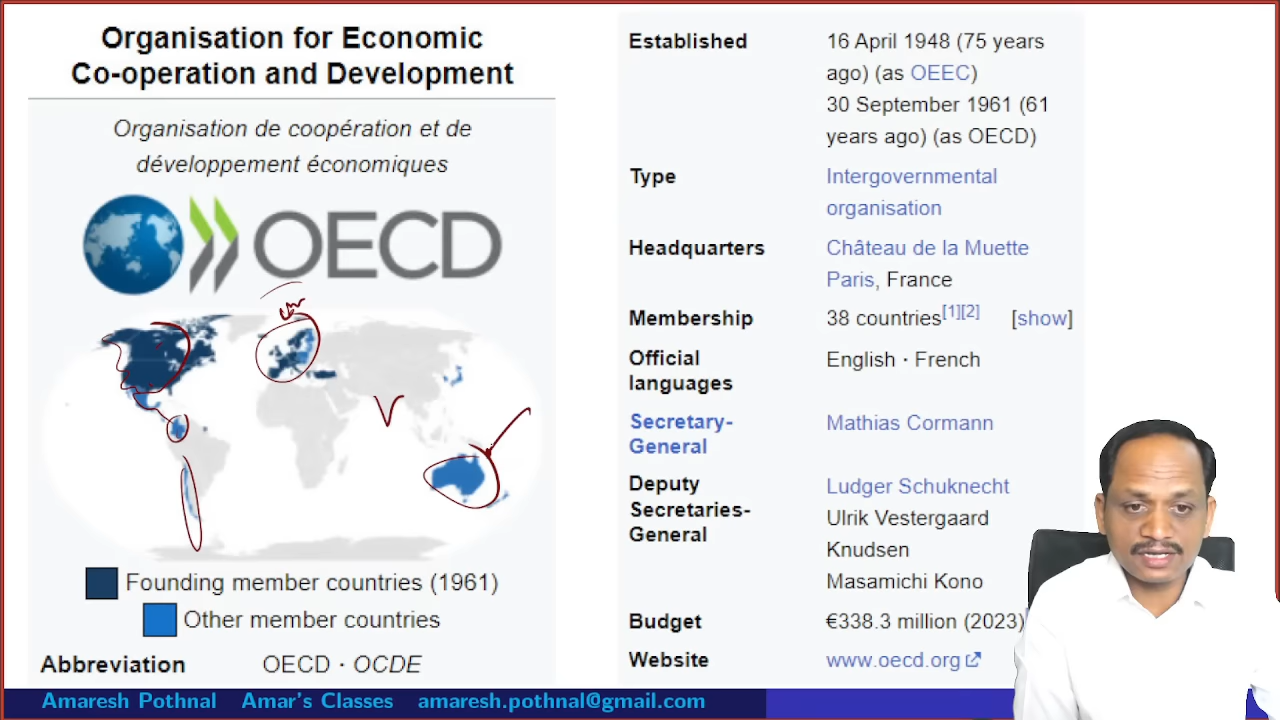 Organisation for Economic
Co-operation and Development
Organisation de coopération et de
développement économiques
OECD
Founding member countries (1961)
Other member countries
Abbreviation OECD · OCDE
Established 16 April 1948 (75 years
ago) (as OEEC)
30 September 1961 (61
years ago) (as OECD)
Type Intergovernmental
organisation
Headquarters Château de la Muette
Paris, France
Membership 38 countries[1][2] [show]
Official English · French
languages
Secretary- Mathias Cormann
General
Deputy Ludger Schuknecht
Secretaries- Ulrik Vestergaard
General Knudsen
Masamichi Kono
Budget €338.3 million (2023)
Website www.oecd.org
Amaresh Pothnal Amar's Classes amaresh.pothnal@gmail.com